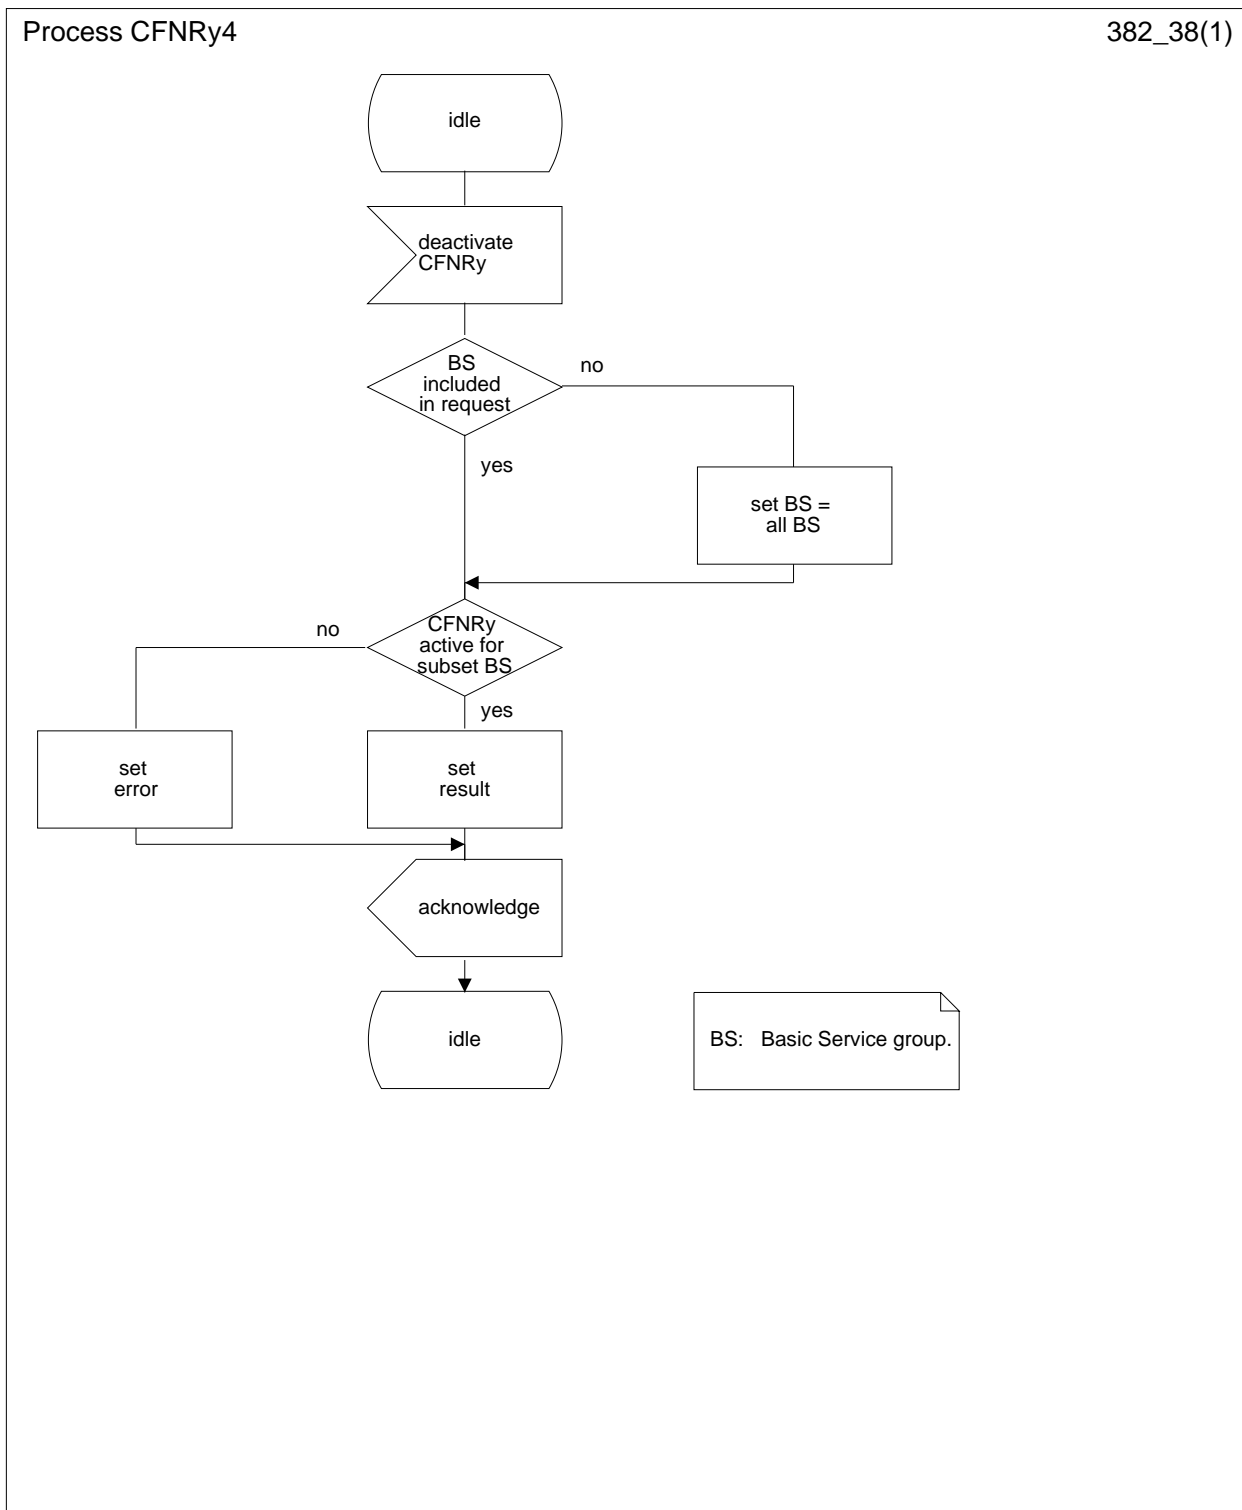 Process CFNRy4
382_38(1)
idle
deactivate
CFNRy
BS
included
in request
no
yes
set BS =
all BS
CFNRy
active for
subset BS
no
yes
set
error
set
result
acknowledge
idle
BS: Basic Service group.